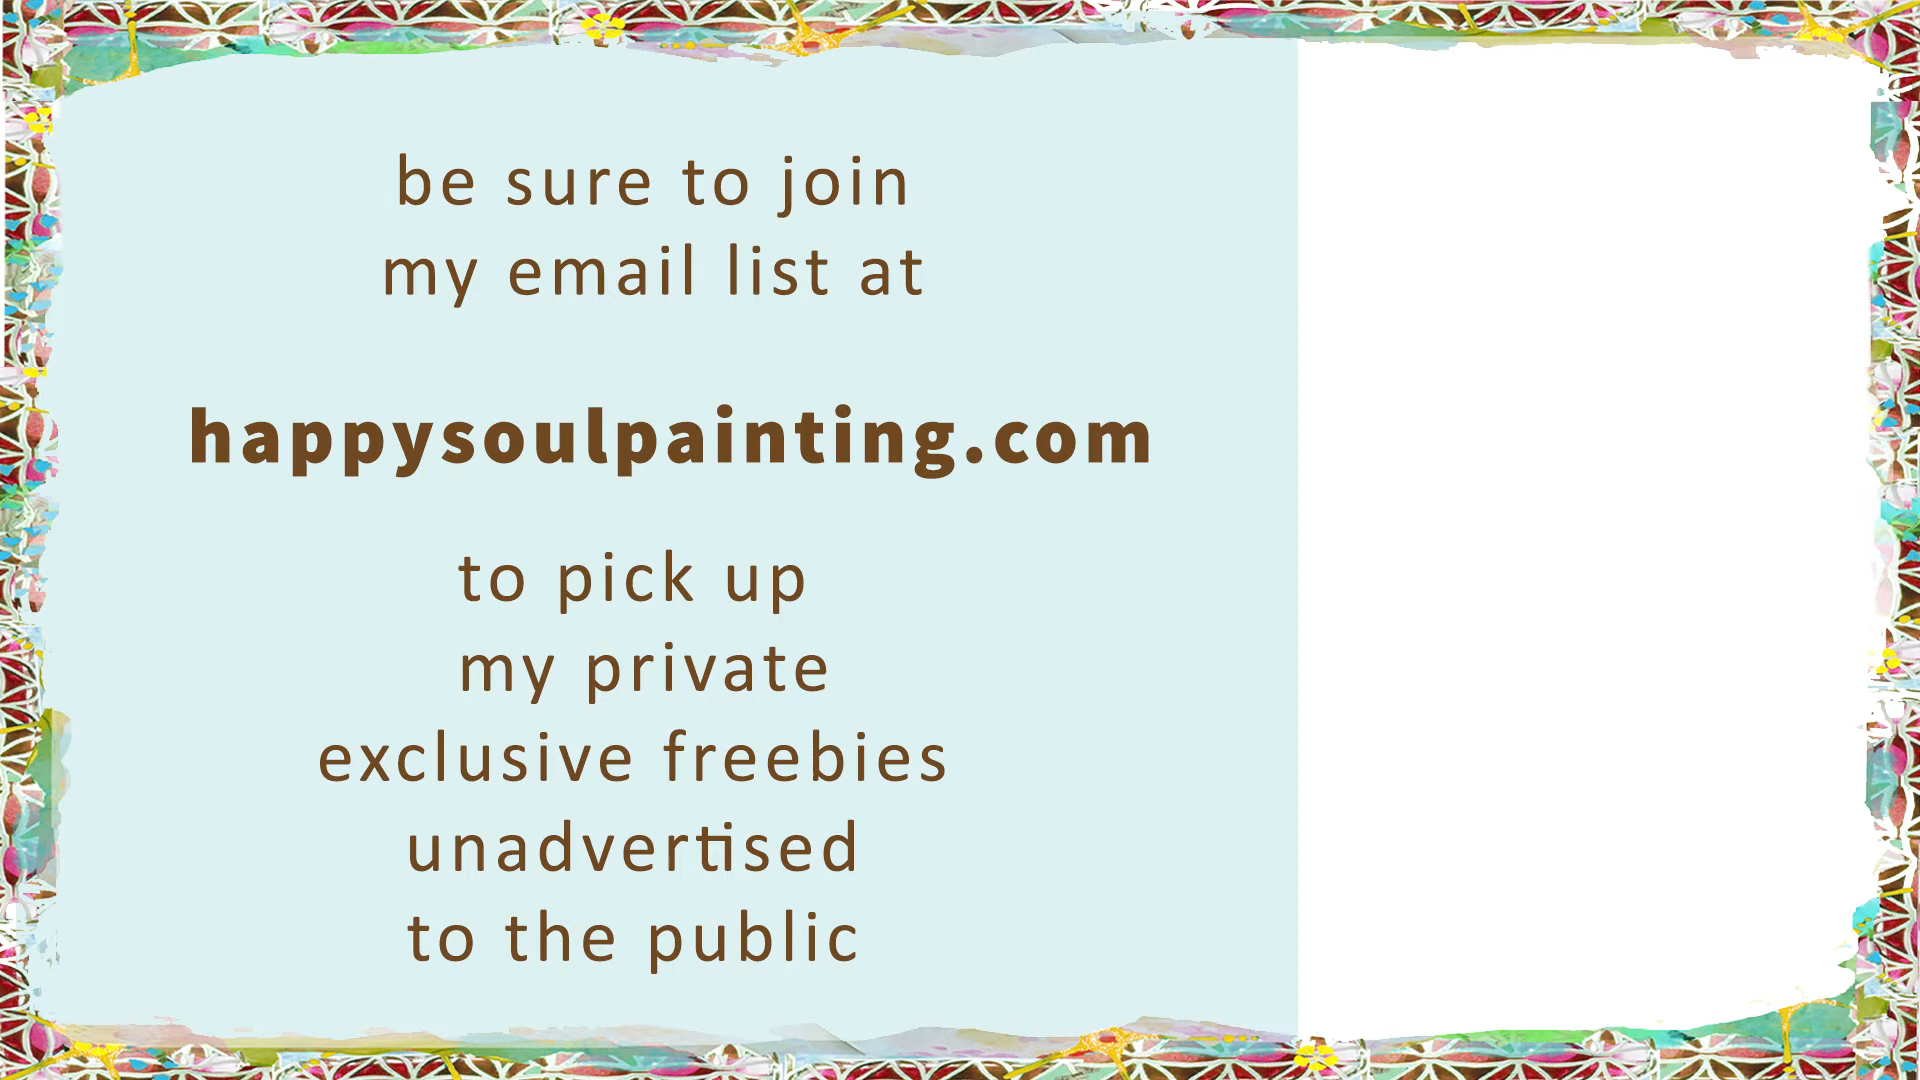 be sure to join
my email list at
happysoulpainting.com
to pick up
my private
exclusive freebies
unadvertised
to the public